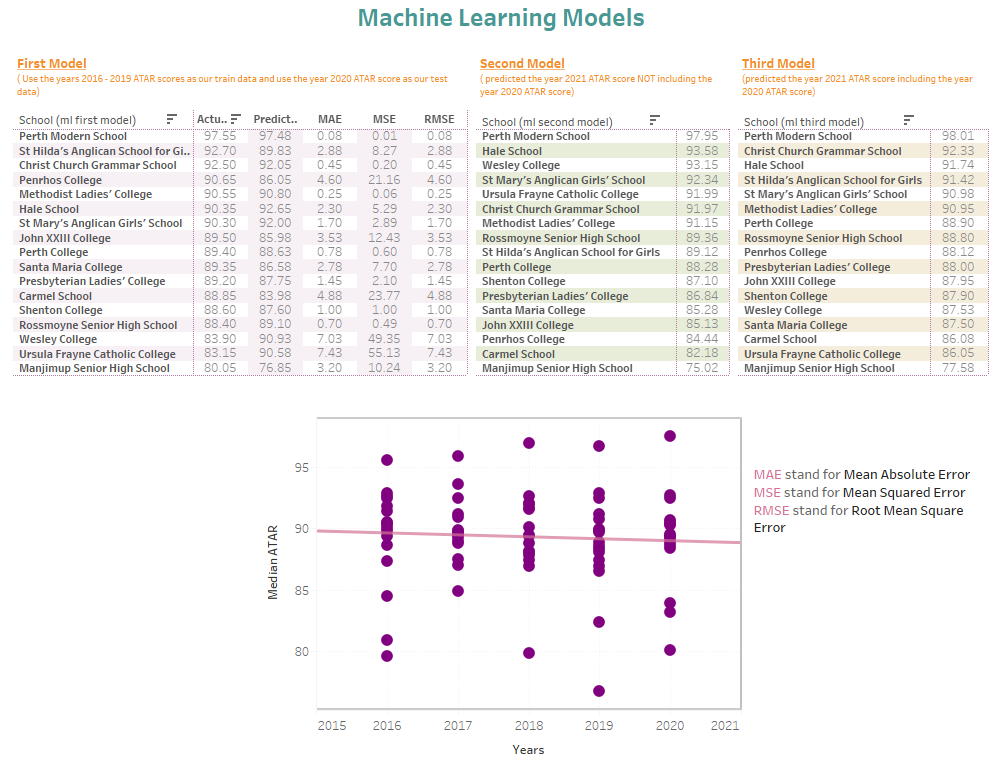 Machine Learning Models
First Model
( Use the years 2016 - 2019 ATAR scores as our train data and use the year 2020 ATAR score as our test
data)
School (ml first model) Actu.. Predict.. MAE MSE RMSE
Perth Modern School 97.55 97.48 0.08 0.01 0.08
St Hilda's Anglican School for Gi.. 92.70 89.83 2.88 8.27 2.88
Christ Church Grammar School 92.50 92.05 0.45 0.20 0.45
Penrhos College 90.65 86.05 4.60 21.16 4.60
Methodist Ladies' College 90.55 90.80 0.25 0.06 0.25
Hale School 90.35 92.65 2.30 5.29 2.30
St Mary's Anglican Girls' School 90.30 92.00 1.70 2.89 1.70
John XXIII College 89.50 85.98 3.53 12.43 3.53
Perth College 89.40 88.63 0.78 0.60 0.78
Santa Maria College 89.35 86.58 2.78 7.70 2.78
Presbyterian Ladies' College 89.20 87.75 1.45 2.10 1.45
Carmel School 88.85 83.98 4.88 23.77 4.88
Shenton College 88.60 87.60 1.00 1.00 1.00
Rossmoyne Senior High School 88.40 89.10 0.70 0.49 0.70
Wesley College 83.90 90.93 7.03 49.35 7.03
Ursula Frayne Catholic College 83.15 90.58 7.43 55.13 7.43
Manjimup Senior High School 80.05 76.85 3.20 10.24 3.20
Second Model
( predicted the year 2021 ATAR score NOT including the
year 2020 ATAR score)
School (ml second model)
Perth Modern School 97.95
Hale School 93.58
Wesley College 93.15
St Mary's Anglican Girls' School 92.34
Ursula Frayne Catholic College 91.99
Christ Church Grammar School 91.97
Methodist Ladies' College 91.15
Rossmoyne Senior High School 89.36
St Hilda's Anglican School for Girls 89.12
Perth College 88.28
Shenton College 87.10
Presbyterian Ladies' College 86.84
Santa Maria College 85.28
John XXIII College 85.13
Penrhos College 84.44
Carmel School 82.18
Manjimup Senior High School 75.02
Third Model
(predicted the year 2021 ATAR score including the year
2020 ATAR score)
School (ml third model)
Perth Modern School 98.01
Christ Church Grammar School 92.33
Hale School 91.74
St Hilda's Anglican School for Girls 91.42
St Mary's Anglican Girls' School 90.98
Methodist Ladies' College 90.95
Perth College 88.90
Rossmoyne Senior High School 88.80
Penrhos College 88.12
Presbyterian Ladies' College 88.00
John XXIII College 87.95
Shenton College 87.90
Wesley College 87.53
Santa Maria College 87.50
Carmel School 86.08
Ursula Frayne Catholic College 86.05
Manjimup Senior High School 77.58
Median ATAR
95
90
85
80
2015 2016 2017 2018 2019 2020 2021
Years
MAE stand for Mean Absolute Error
MSE stand for Mean Squared Error
RMSE stand for Root Mean Square
Error